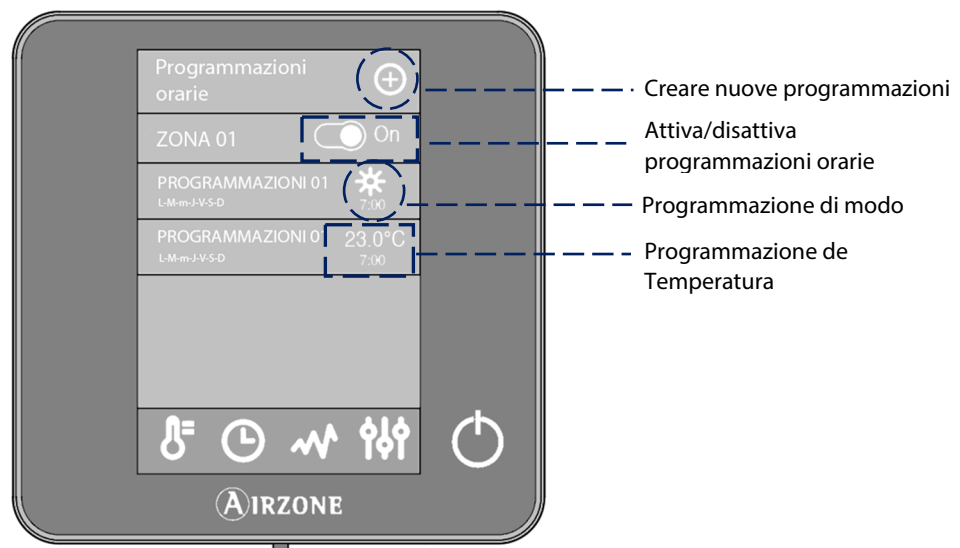 Programmazioni
orarie
ZONA 01
On
PROGRAMMAZIONI 01
L-M-m-J-V-S-D
7:00
PROGRAMMAZIONI 0
L-M-m-J-V-S-D
23.0°C
7:00
AIRZONE
Creare nuove programmazioni
Attiva/disattiva
programmazioni orarie
Programmazione di modo
Programmazione de
Temperatura